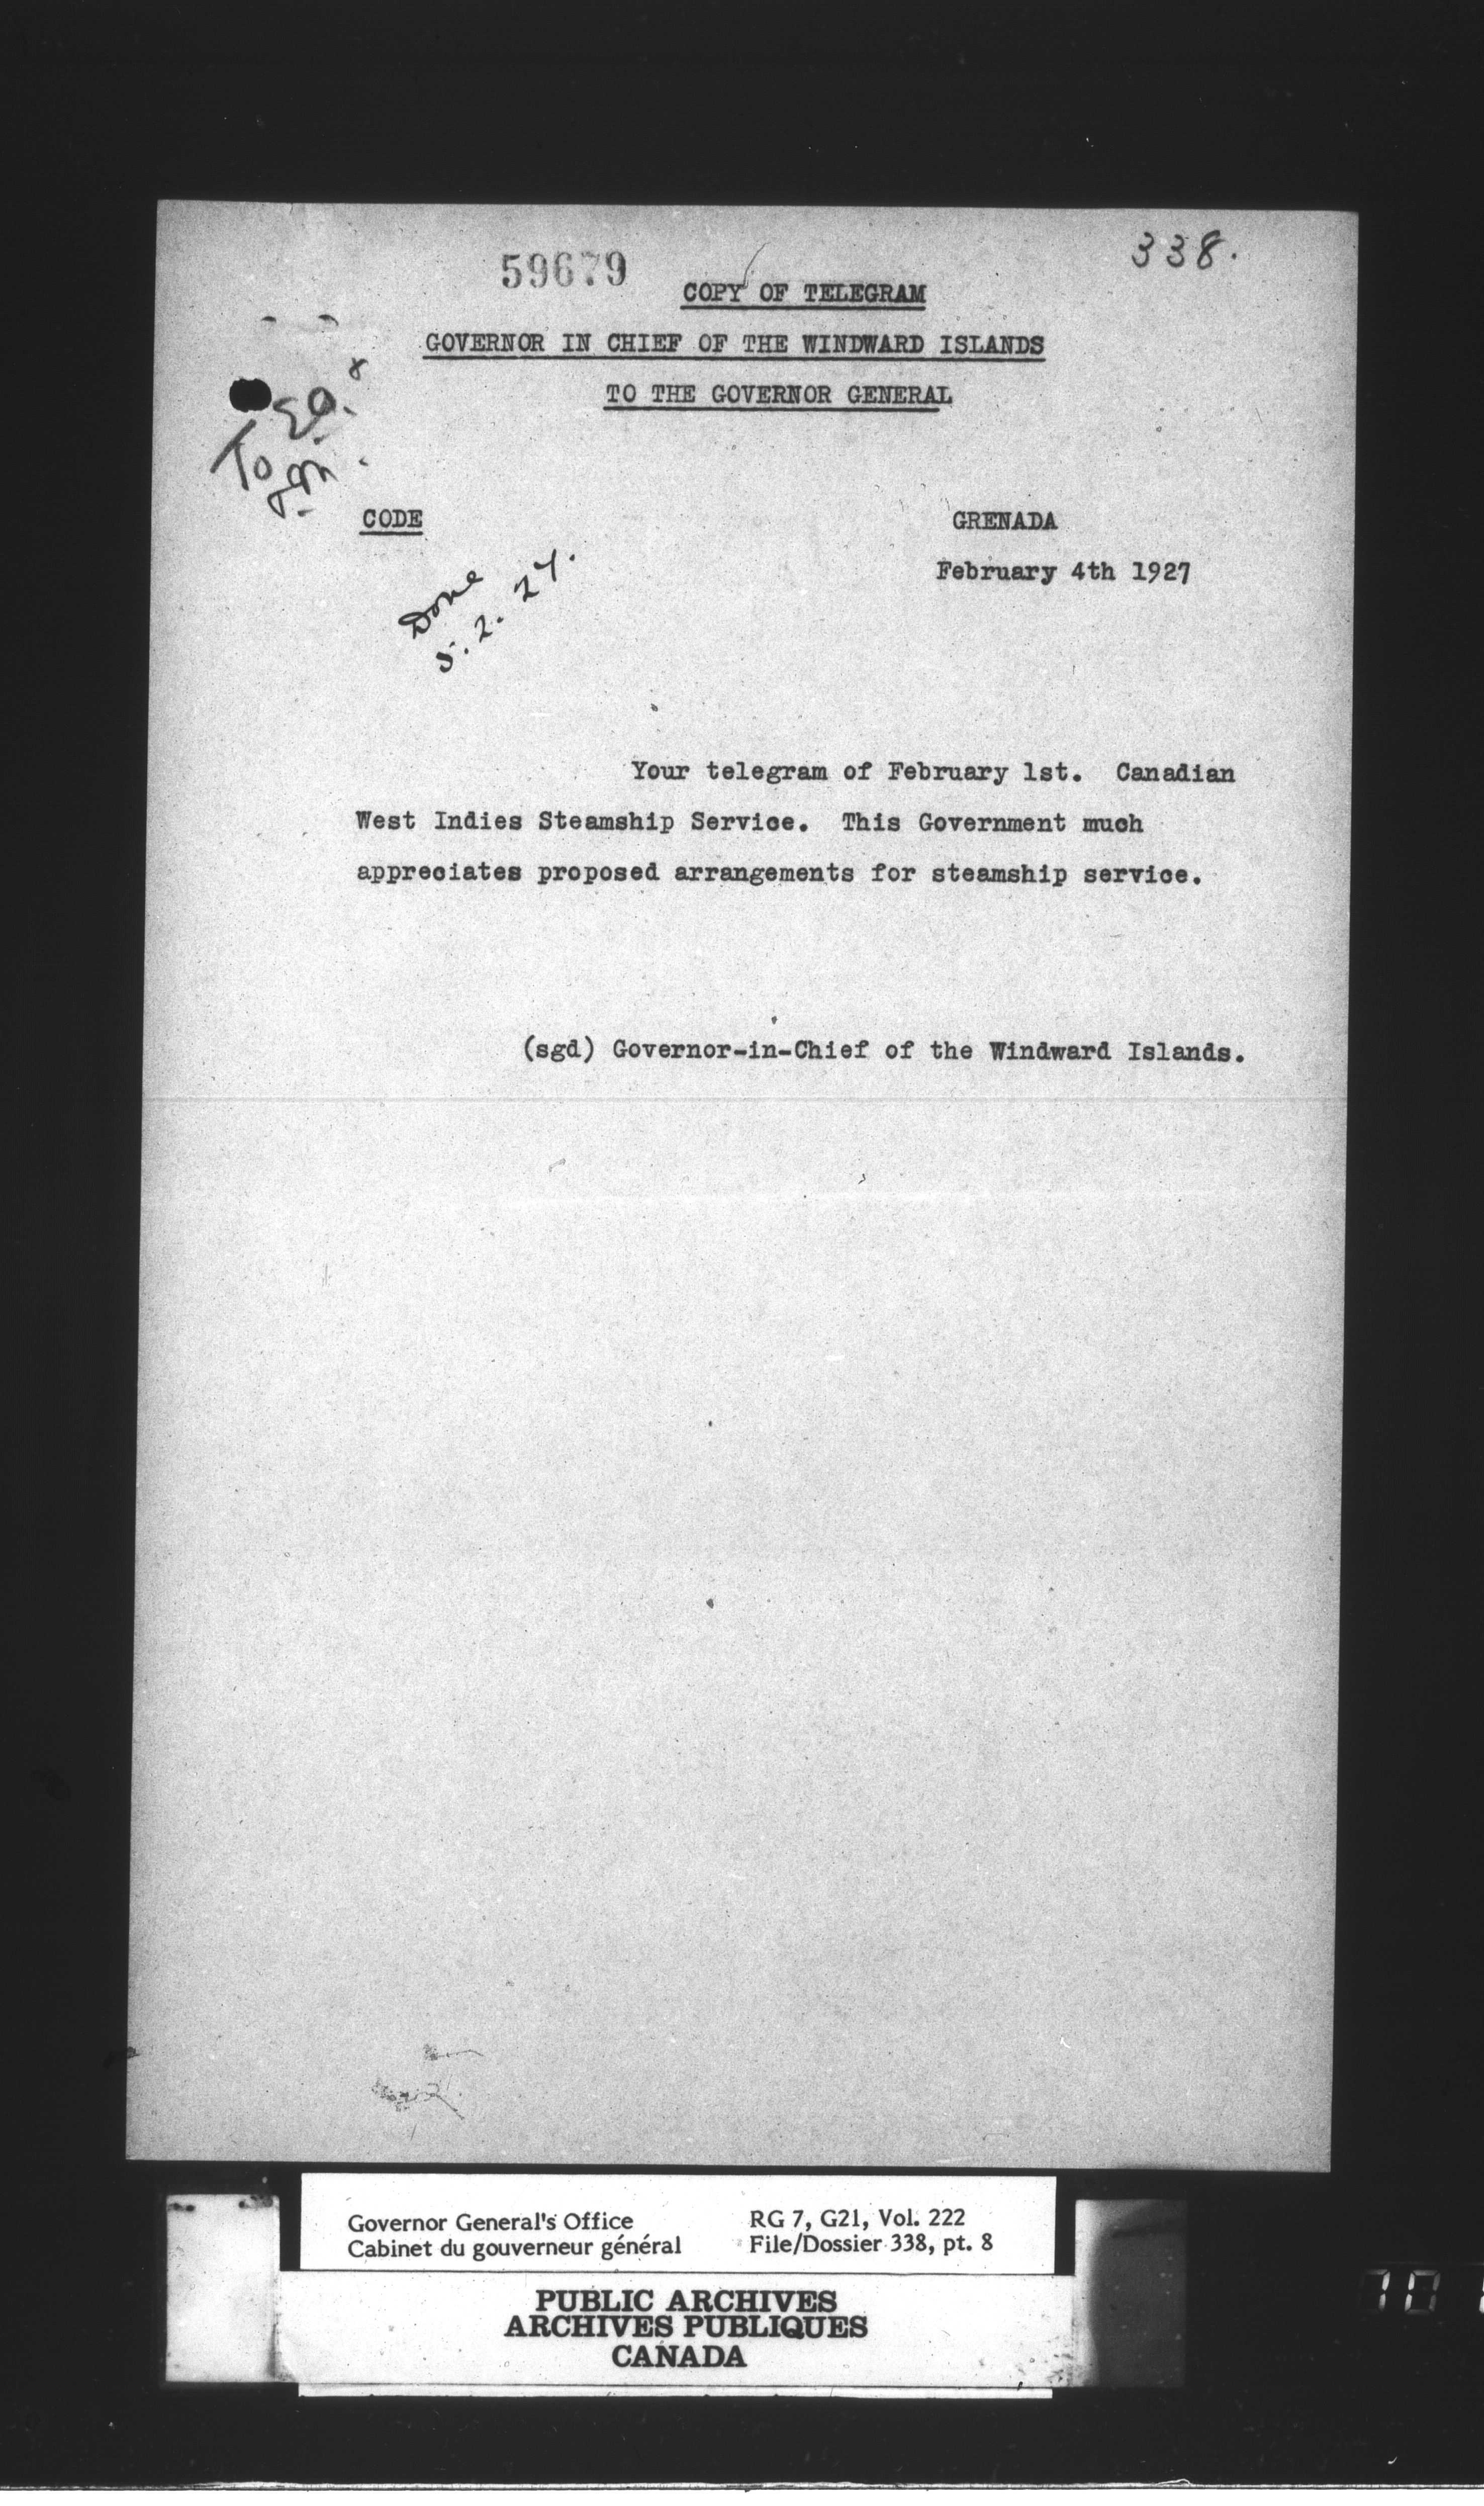 338.
59679
COPY OF TELEGRAM
GOVERNOR IN CHIEF OF THE WINDWARD ISLANDS
TO THE GOVERNOR GENERAL
To
CODE
GRENADA
February 4th 1927
Done
5.2.27.
Your telegram of February 1st. Canadian
West Indies Steamship Service. This Government much
appreciates proposed arrangements for steamship service.
(sgd) Governor-in-Chief of the Windward Islands.
Governor General's Office
Cabinet du gouverneur général
RG 7, G21, Vol. 222
File/Dossier 338, pt. 8
PUBLIC ARCHIVES
ARCHIVES PUBLIQUES
CANADA